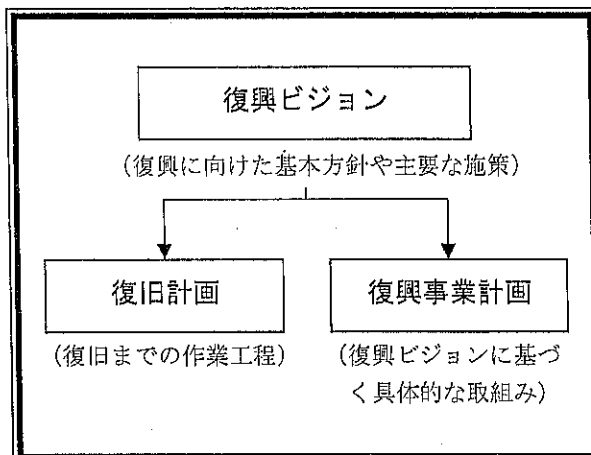 復興ビジョン
(復興に向けた基本方針や主要な施策)
復旧計画
(復旧までの作業工程)
復興事業計画
(復興ビジョンに基づ
く具体的な取組み)